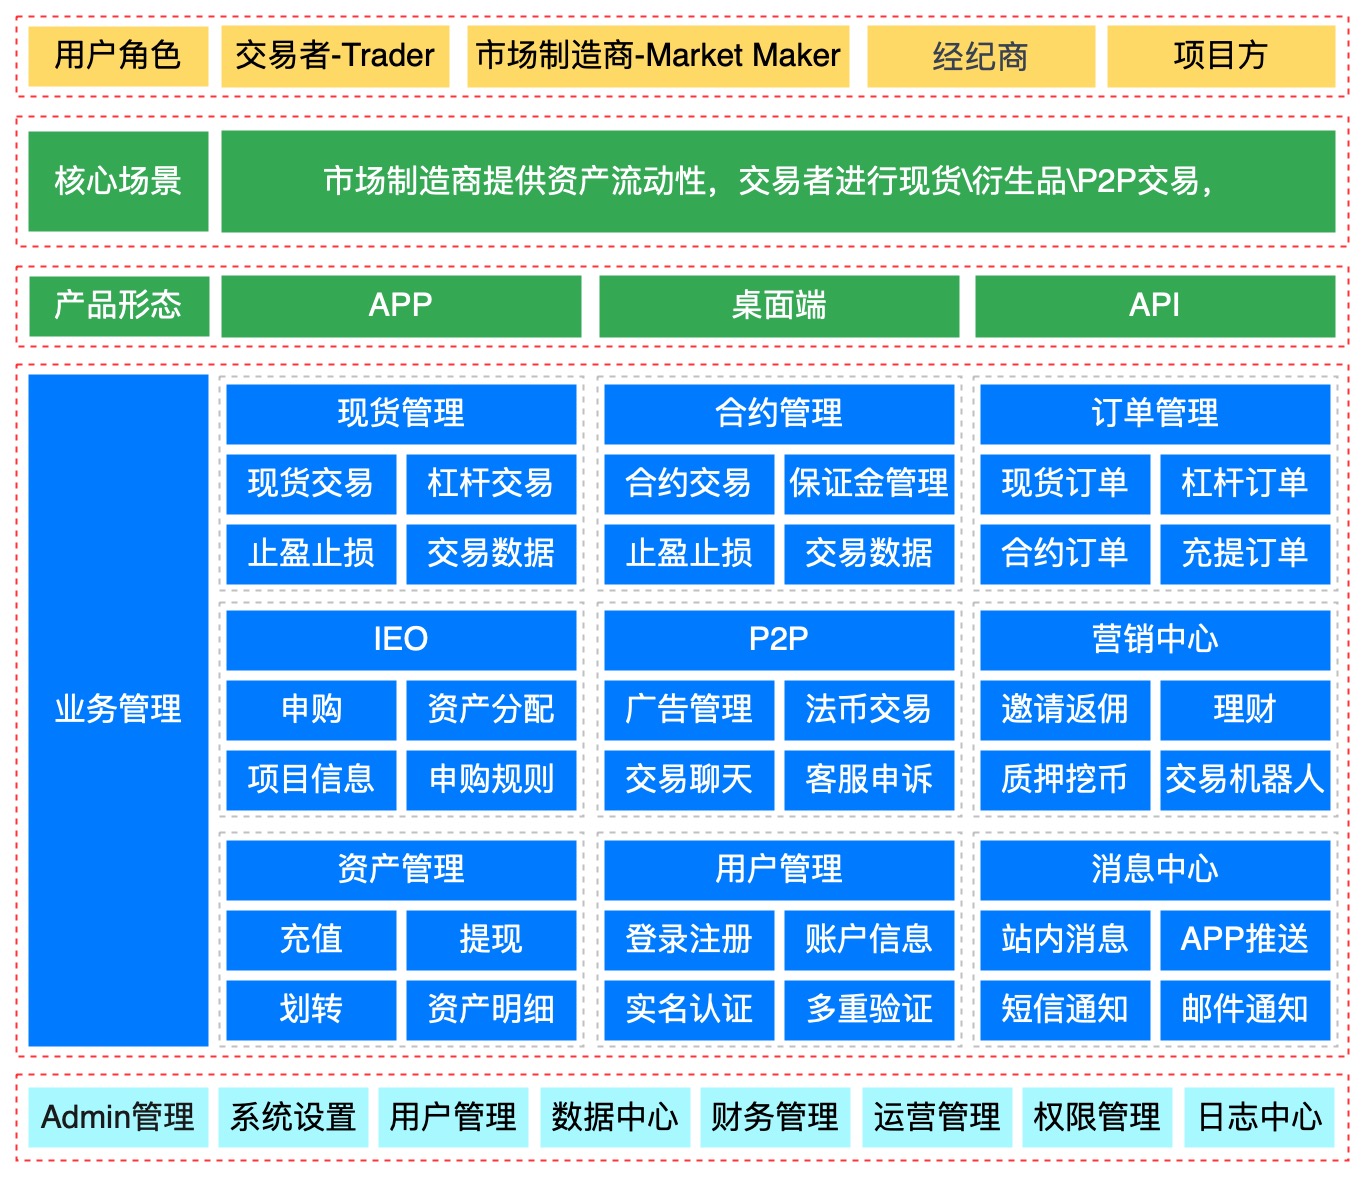 用户角色
交易者-Trader
市场制造商-Market Maker
经纪商
项目方
核心场景
市场制造商提供资产流动性，交易者进行现货\衍生品\P2P交易，
产品形态
APP
桌面端
API
业务管理
现货管理
现货交易
杠杆交易
止盈止损
交易数据
合约管理
合约交易
保证金管理
止盈止损
交易数据
订单管理
现货订单
杠杆订单
合约订单
充提订单
IEO
申购
资产分配
项目信息
申购规则
P2P
广告管理
法币交易
交易聊天
客服申诉
营销中心
邀请返佣
理财
质押挖币
交易机器人
资产管理
充值
提现
划转
资产明细
用户管理
登录注册
账户信息
实名认证
多重验证
消息中心
站内消息
APP推送
短信通知
邮件通知
Admin管理
系统设置
用户管理
数据中心
财务管理
运营管理
权限管理
日志中心